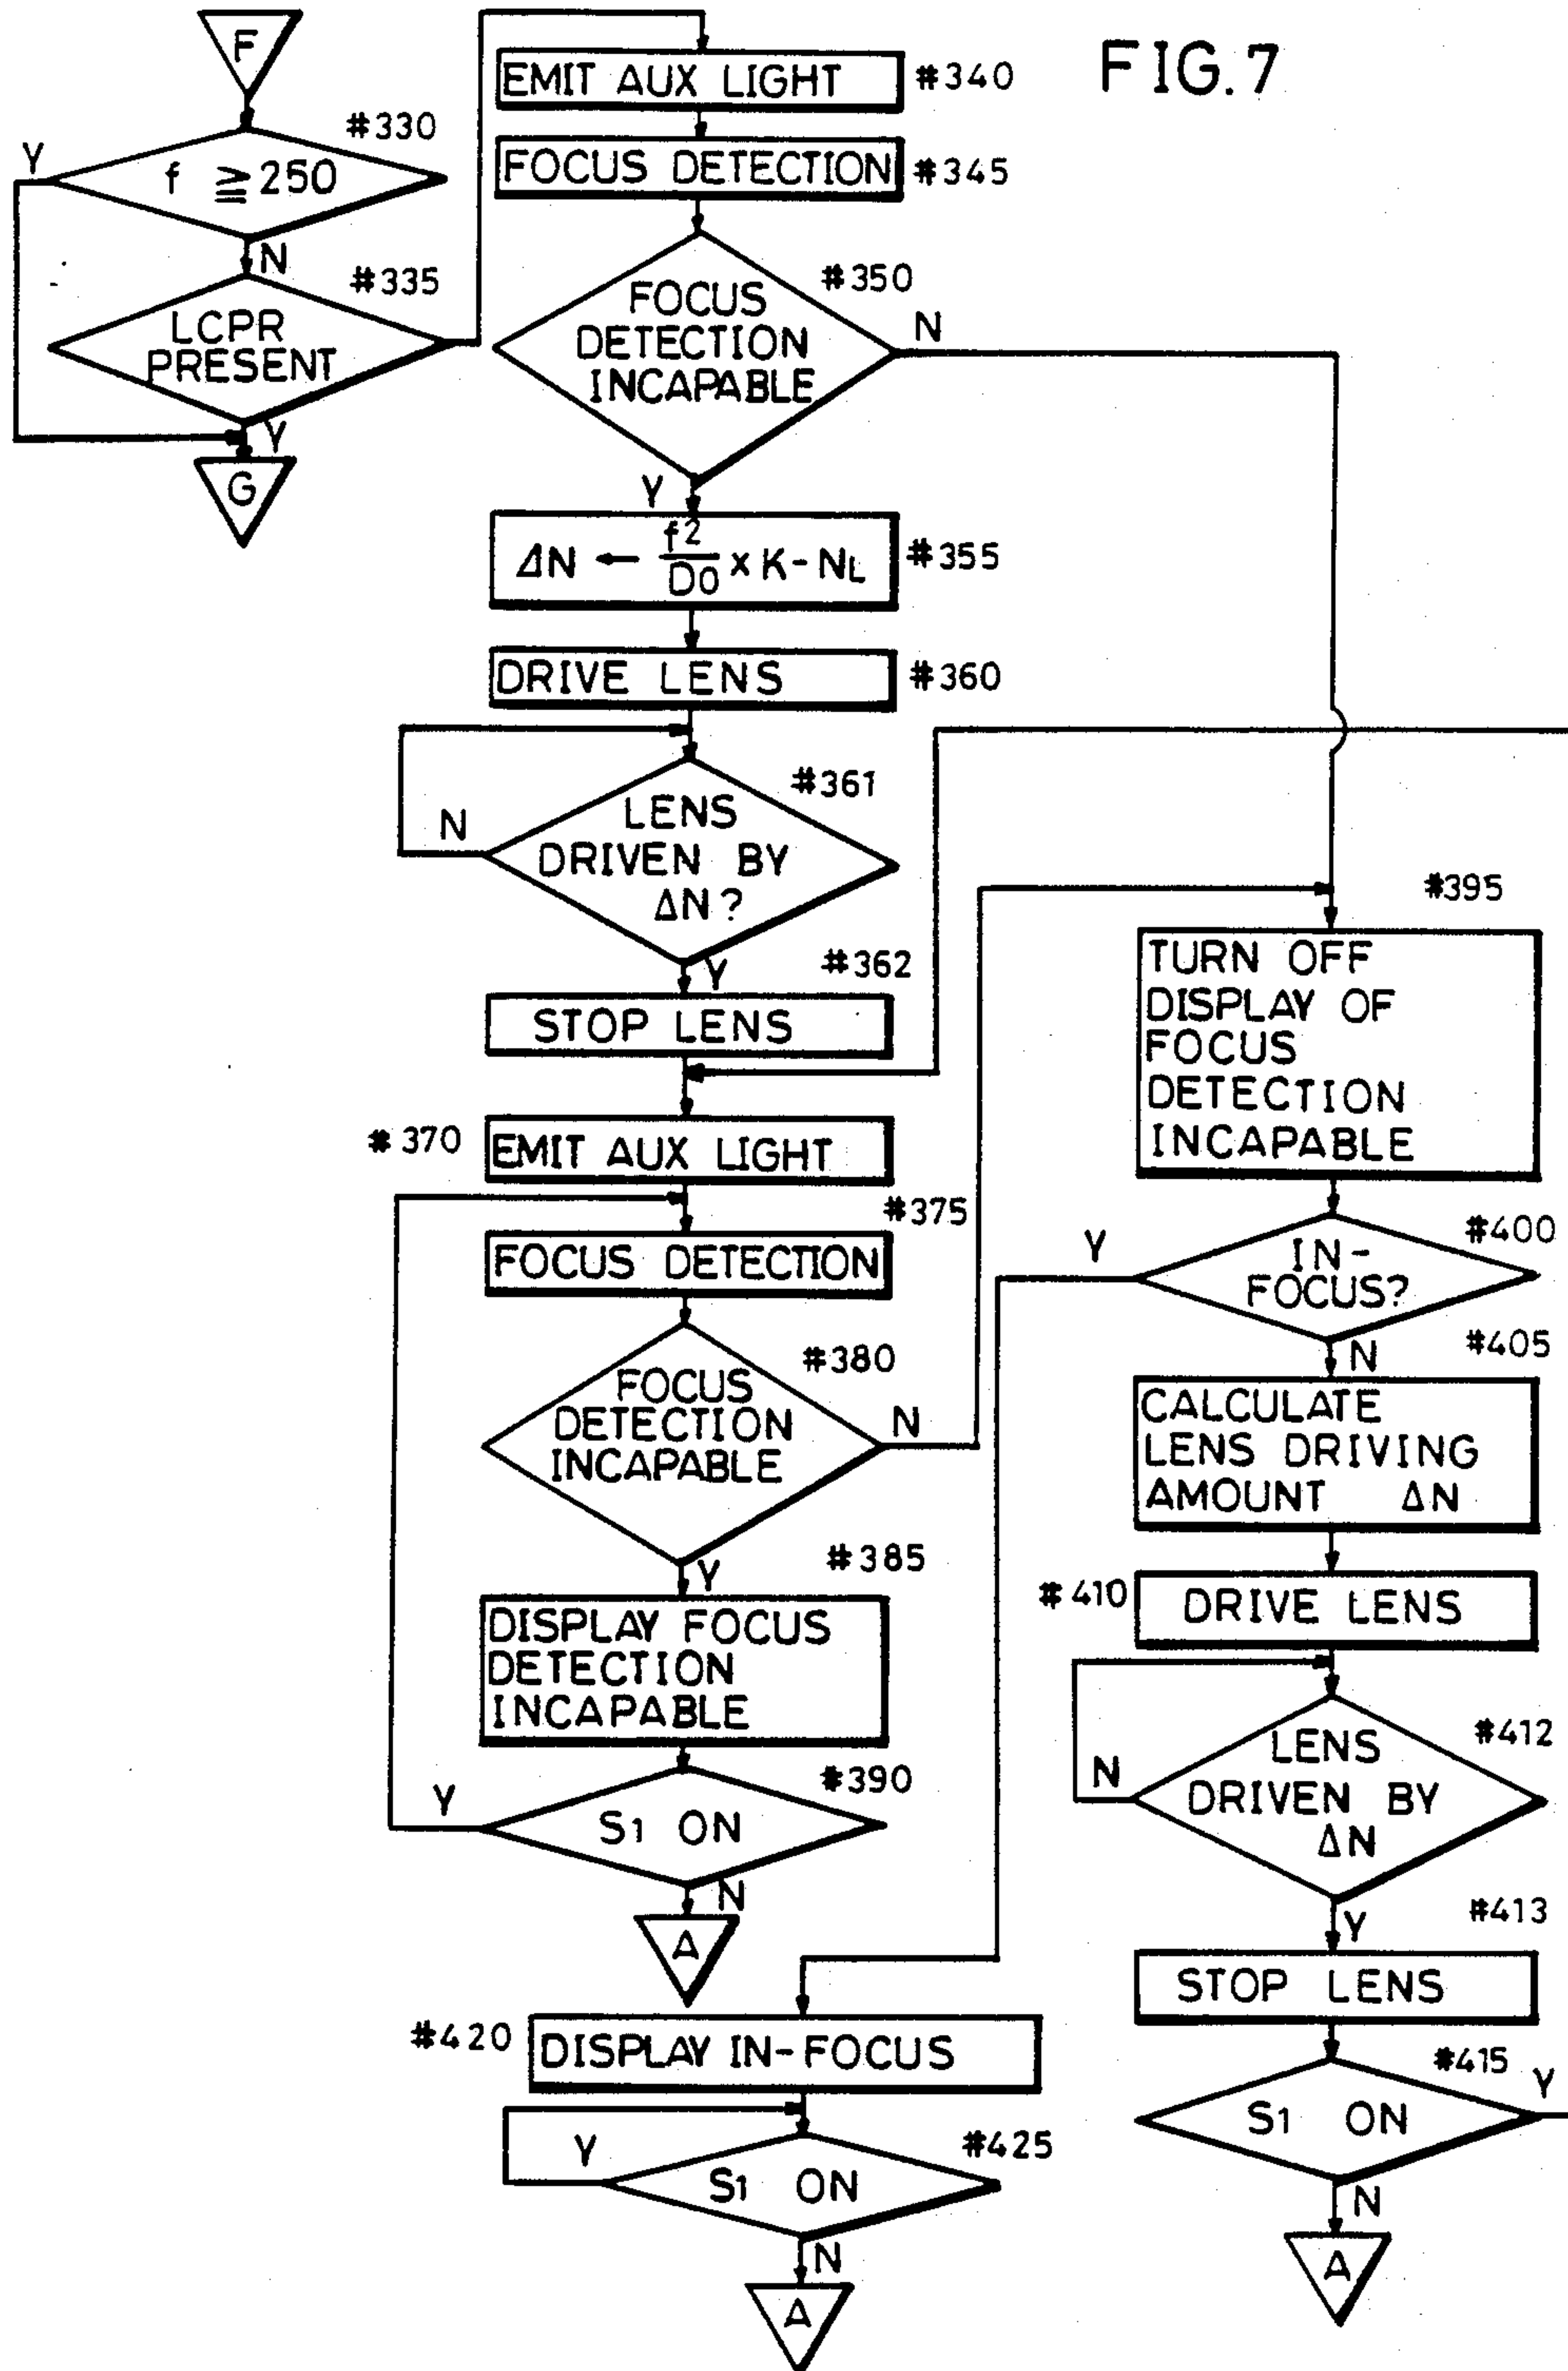 FIG.7
F
#330
Y
f ≧ 250
N
#335
LCPR
PRESENT
Y
G
EMIT AUX LIGHT
#340
FOCUS DETECTION
#345
#350
FOCUS
DETECTION
INCAPABLE
N
Y
ΔN ← f²/D0 × K - NL
#355
DRIVE LENS
#360
#361
LENS
DRIVEN BY
ΔN?
N
Y
#362
STOP LENS
#370
EMIT AUX LIGHT
#375
FOCUS DETECTION
#380
FOCUS
DETECTION
INCAPABLE
N
Y
#385
DISPLAY FOCUS
DETECTION
INCAPABLE
#390
Y
S1 ON
N
A
#395
TURN OFF
DISPLAY OF
FOCUS
DETECTION
INCAPABLE
#400
Y
IN-
FOCUS?
N
#405
CALCULATE
LENS DRIVING
AMOUNT ΔN
#410
DRIVE LENS
#412
LENS
DRIVEN BY
ΔN
N
Y
#413
STOP LENS
#415
Y
S1 ON
N
A
#420
DISPLAY IN-FOCUS
#425
Y
S1 ON
N
A